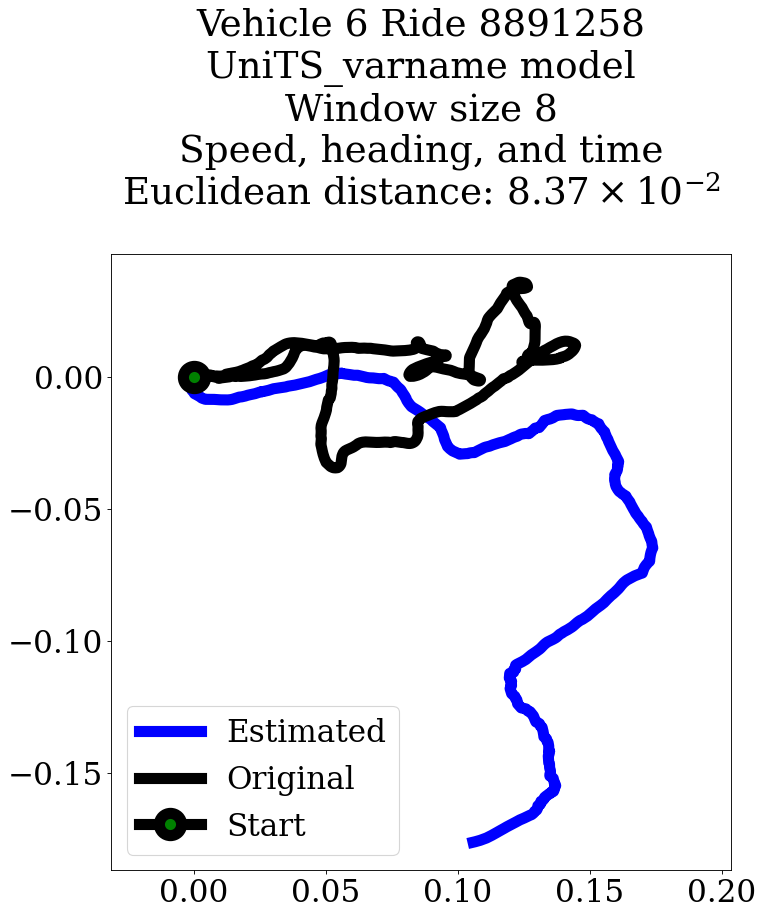 Vehicle 6 Ride 8891258
UniTS_varname model
Window size 8
Speed, heading, and time
Euclidean distance: 8.37 × 10⁻²
0.00
−0.05
−0.10
−0.15
Estimated
Original
Start
0.00 0.05 0.10 0.15 0.20